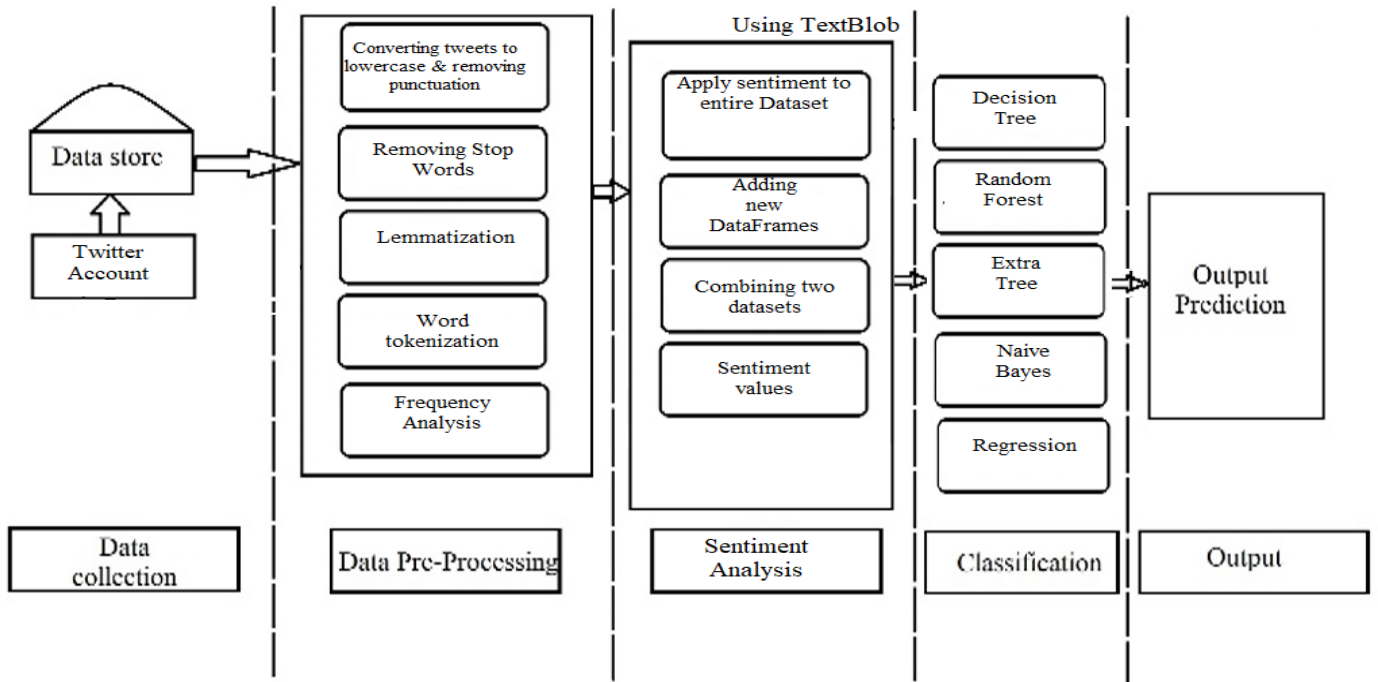 Data store
Twitter
Account
Data
collection
Converting tweets to
lowercase & removing
punctuation
Removing Stop
Words
Lemmatization
Word
tokenization
Frequency
Analysis
Data Pre-Processing
Using TextBlob
Apply sentiment to
entire Dataset
Adding
new
DataFrames
Combining two
datasets
Sentiment
values
Sentiment
Analysis
Decision
Tree
Random
Forest
Extra
Tree
Naive
Bayes
Regression
Classification
Output
Prediction
Output